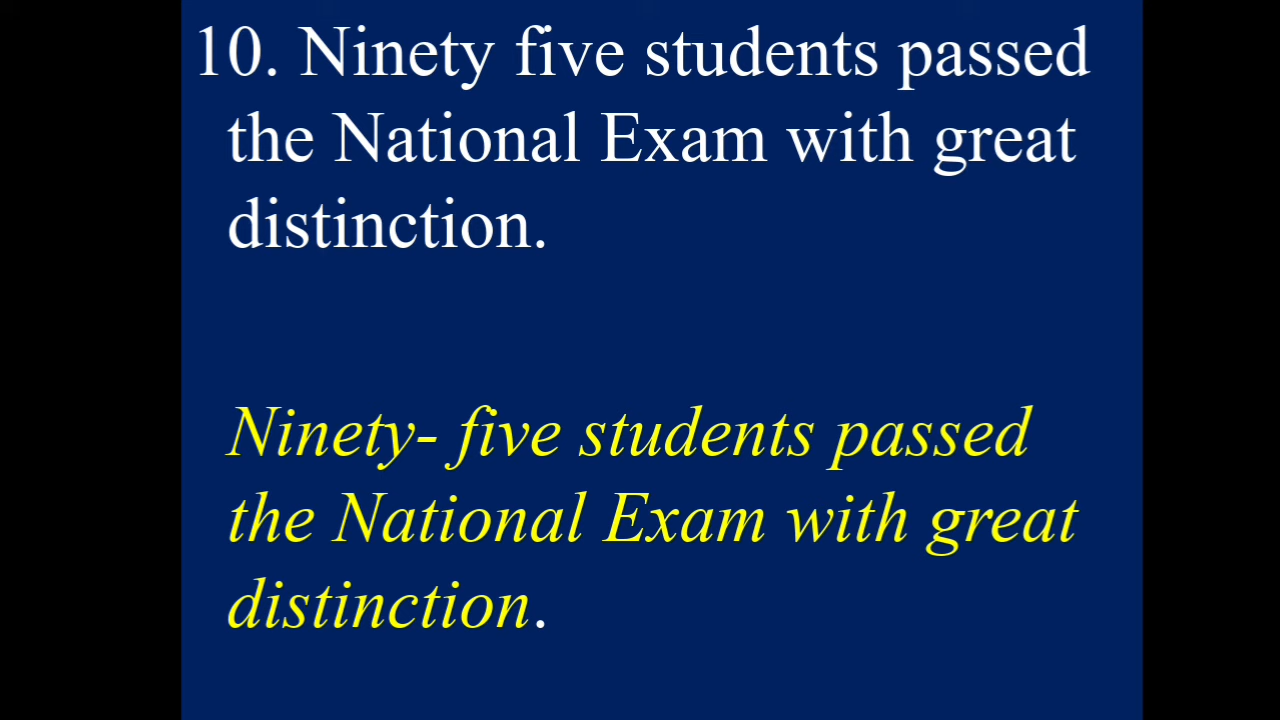 10. Ninety five students passed
the National Exam with great
distinction.
Ninety- five students passed
the National Exam with great
distinction.